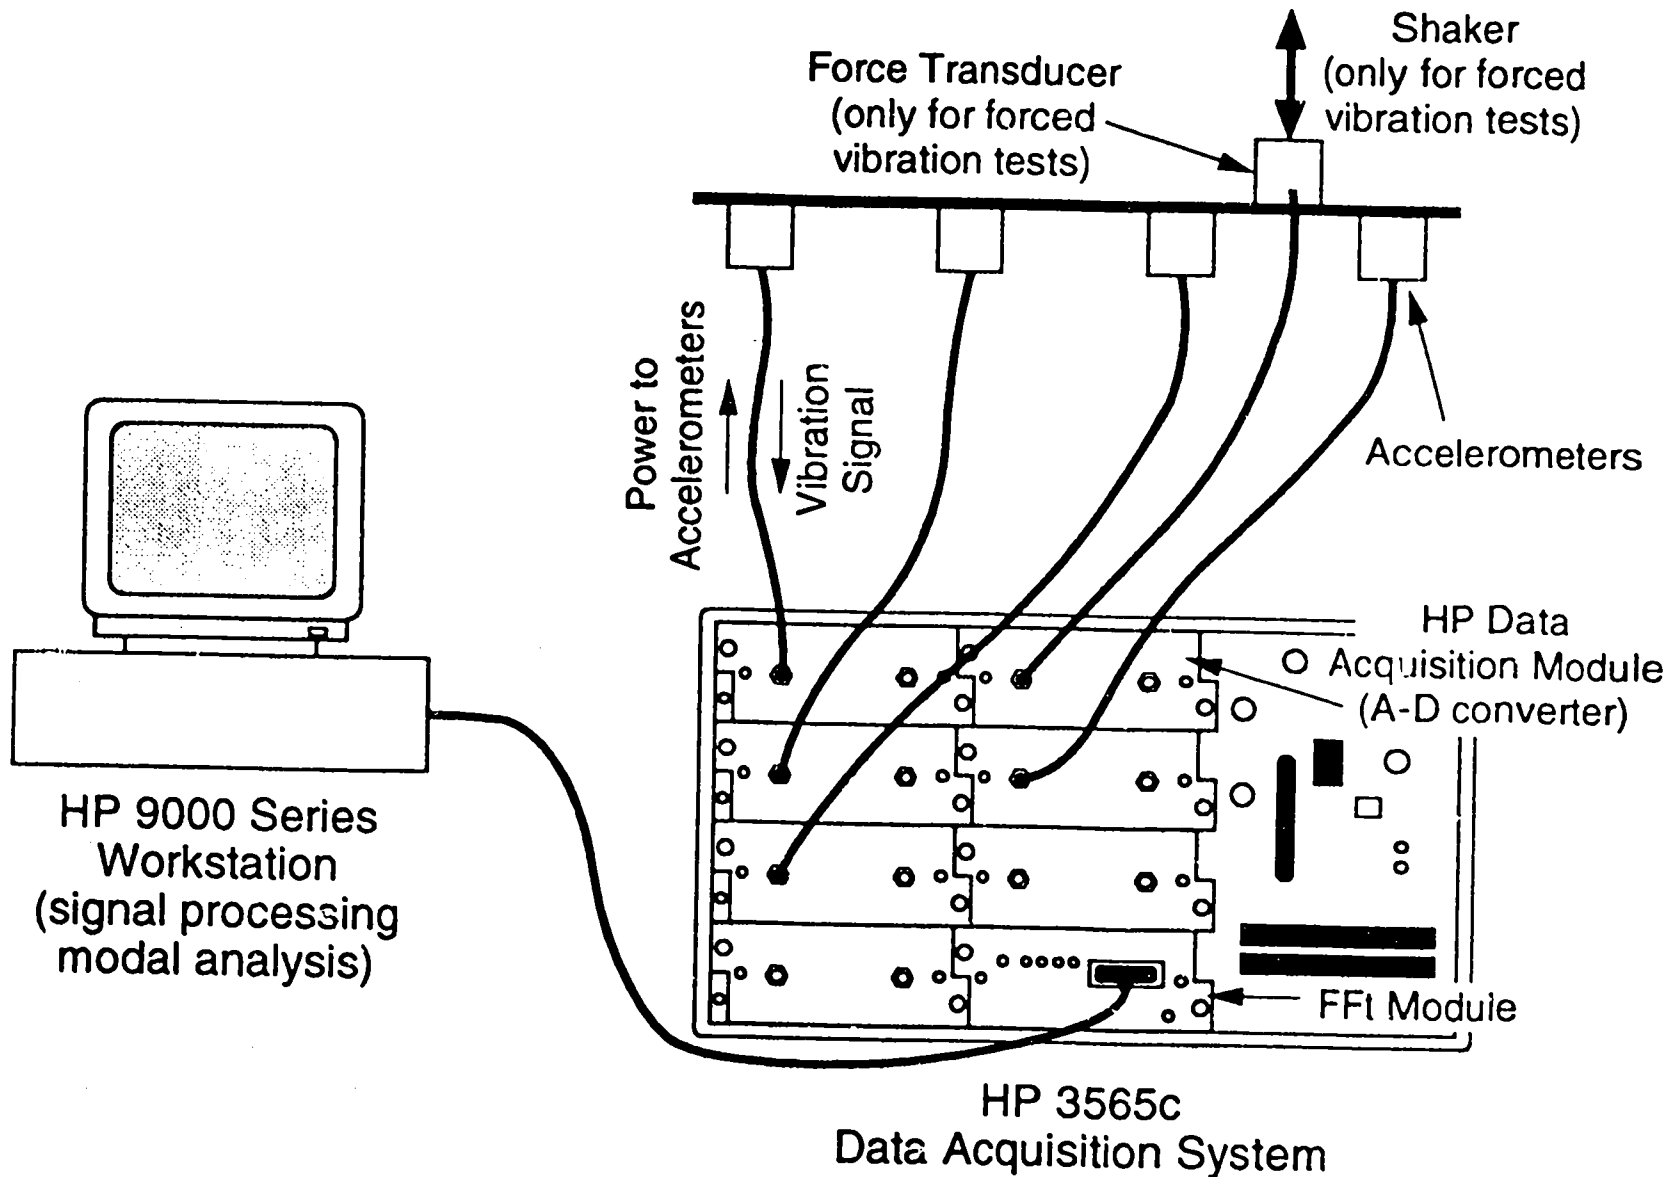 Shaker
(only for forced
vibration tests)
Force Transducer
(only for forced
vibration tests)
Power to
Accelerometers
Vibration
Signal
Accelerometers
HP Data
Acquisition Module
(A-D converter)
HP 9000 Series
Workstation
(signal processing
modal analysis)
FFt Module
HP 3565c
Data Acquisition System